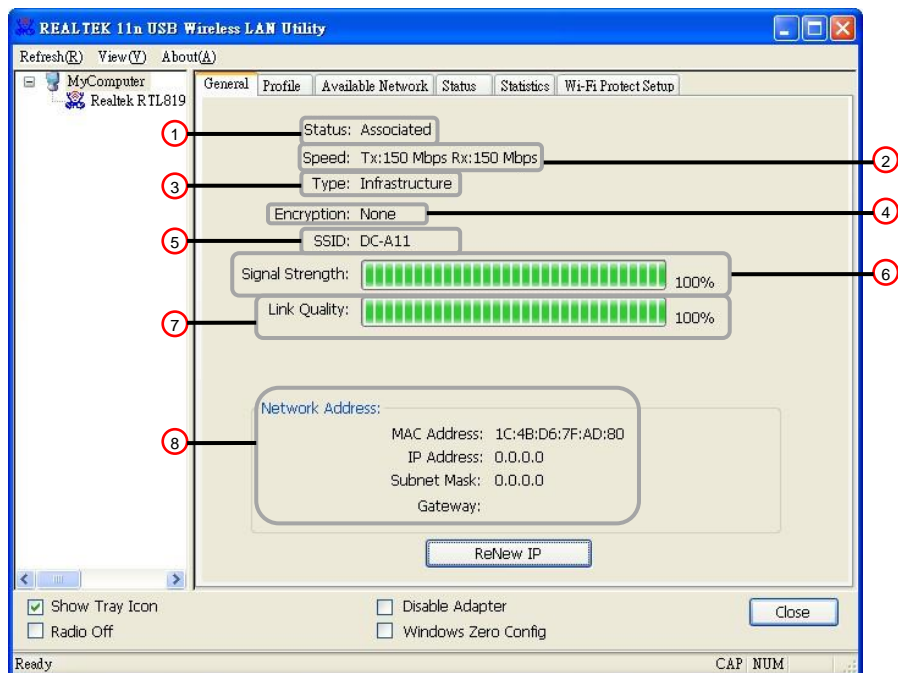 REALTEK 11n USB Wireless LAN Utility
Refresh(R) View(V) About(A)
MyComputer
Realtek RTL819
General Profile Available Network Status Statistics Wi-Fi Protect Setup
1
Status: Associated
Speed: Tx:150 Mbps Rx:150 Mbps
2
3
Type: Infrastructure
Encryption: None
4
5
SSID: DC-A11
Signal Strength: 100%
6
Link Quality: 100%
7
Network Address:
MAC Address: 1C:4B:D6:7F:AD:80
8
IP Address: 0.0.0.0
Subnet Mask: 0.0.0.0
Gateway:
ReNew IP
Show Tray Icon
Disable Adapter
Radio Off
Windows Zero Config
Close
Ready
CAP NUM